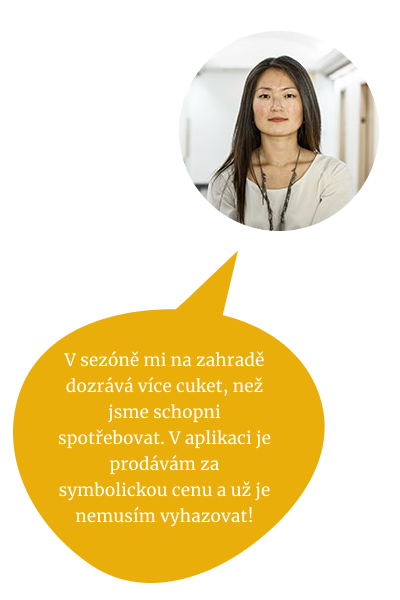 V sezóně mi na zahradě
dozrává více cuket, než
jsme schopni
spotřebovat. V aplikaci je
prodávám za
symbolickou cenu a už je
nemusím vyhazovat!